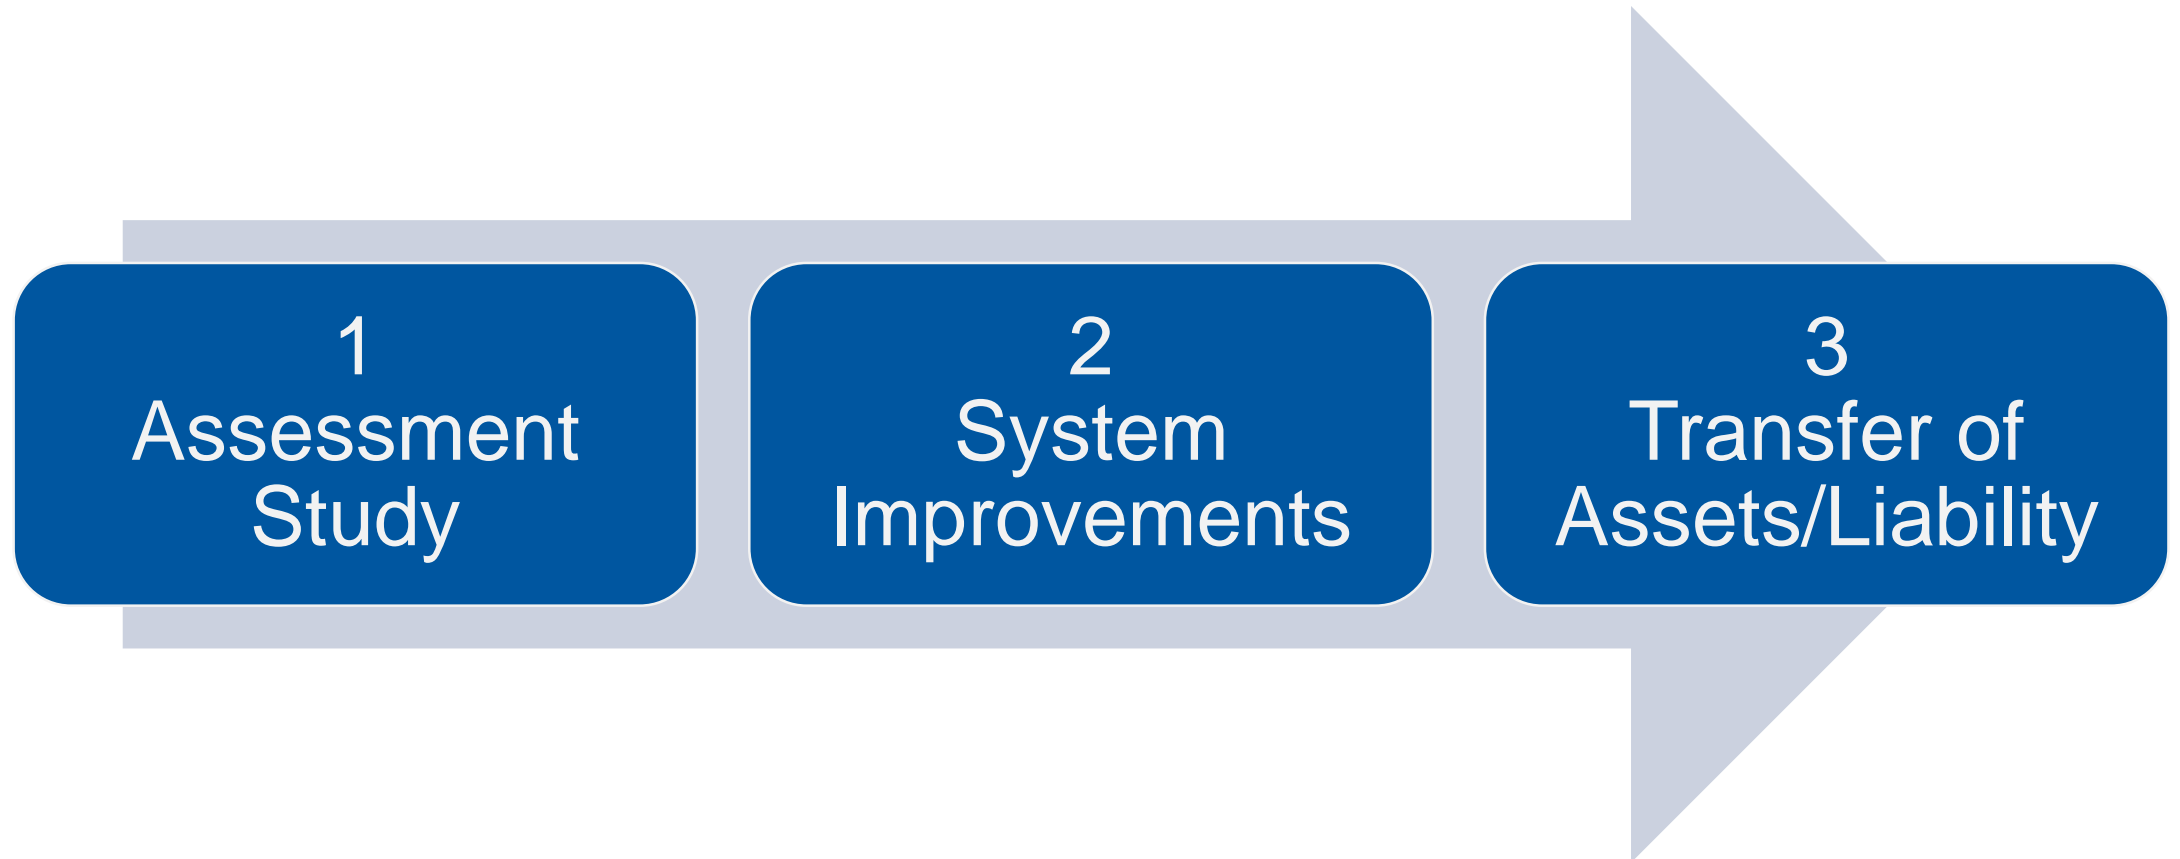 1
Assessment
Study
2
System
Improvements
3
Transfer of
Assets/Liability